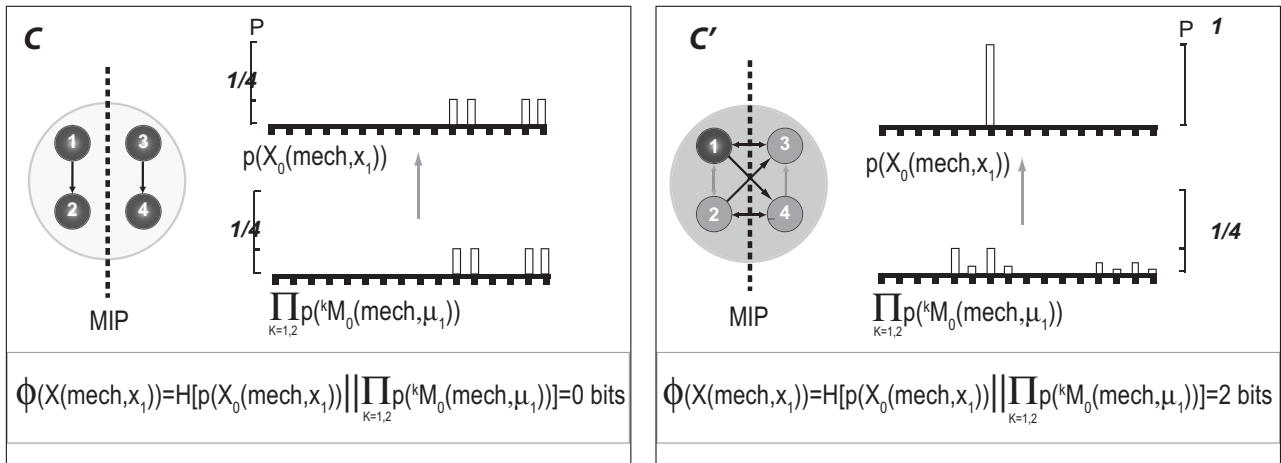 C
P
1/4
1 3
2 4
MIP
p(X₀(mech,x₁))
1/4
∏p(ᵏM₀(mech,μ₁))
K=1,2
ϕ(X(mech,x₁))=H[p(X₀(mech,x₁))||∏p(ᵏM₀(mech,μ₁))]=0 bits
K=1,2
C′
P 1
1 3
2 4
MIP
p(X₀(mech,x₁))
1/4
∏p(ᵏM₀(mech,μ₁))
K=1,2
ϕ(X(mech,x₁))=H[p(X₀(mech,x₁))||∏p(ᵏM₀(mech,μ₁))]=2 bits
K=1,2